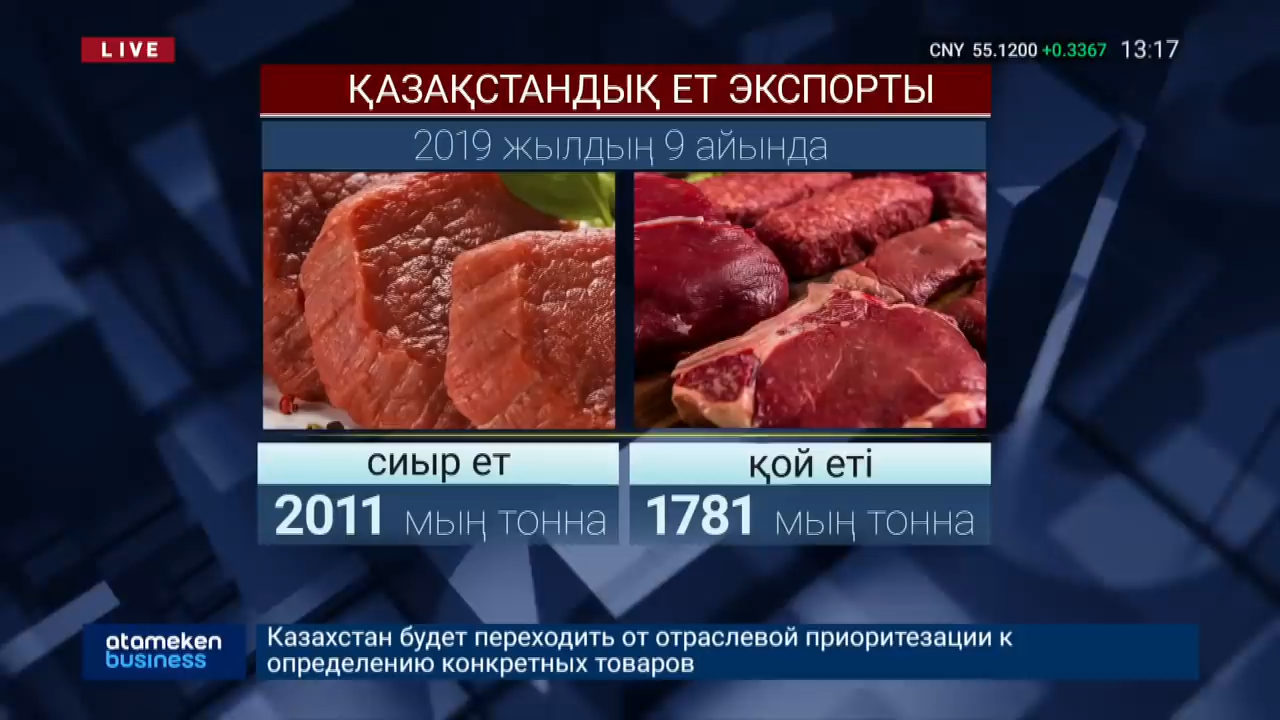 LIVE
CNY 55.1200 +0.3367 13:17
ҚАЗАҚСТАНДЫҚ ЕТ ЭКСПОРТЫ
2019 жылдың 9 айында
сиыр ет
2011 мың тонна
қой еті
1781 мың тонна
atameken
business
Казахстан будет переходить от отраслевой приоритезации к
определению конкретных товаров